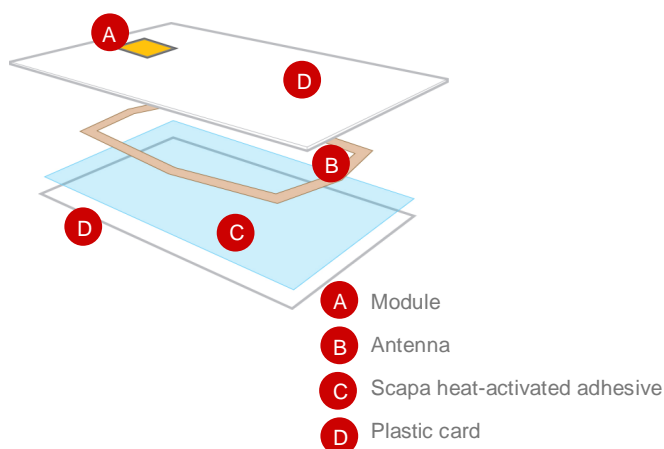 A
D
B
D
C
A Module
B Antenna
C Scapa heat-activated adhesive
D Plastic card